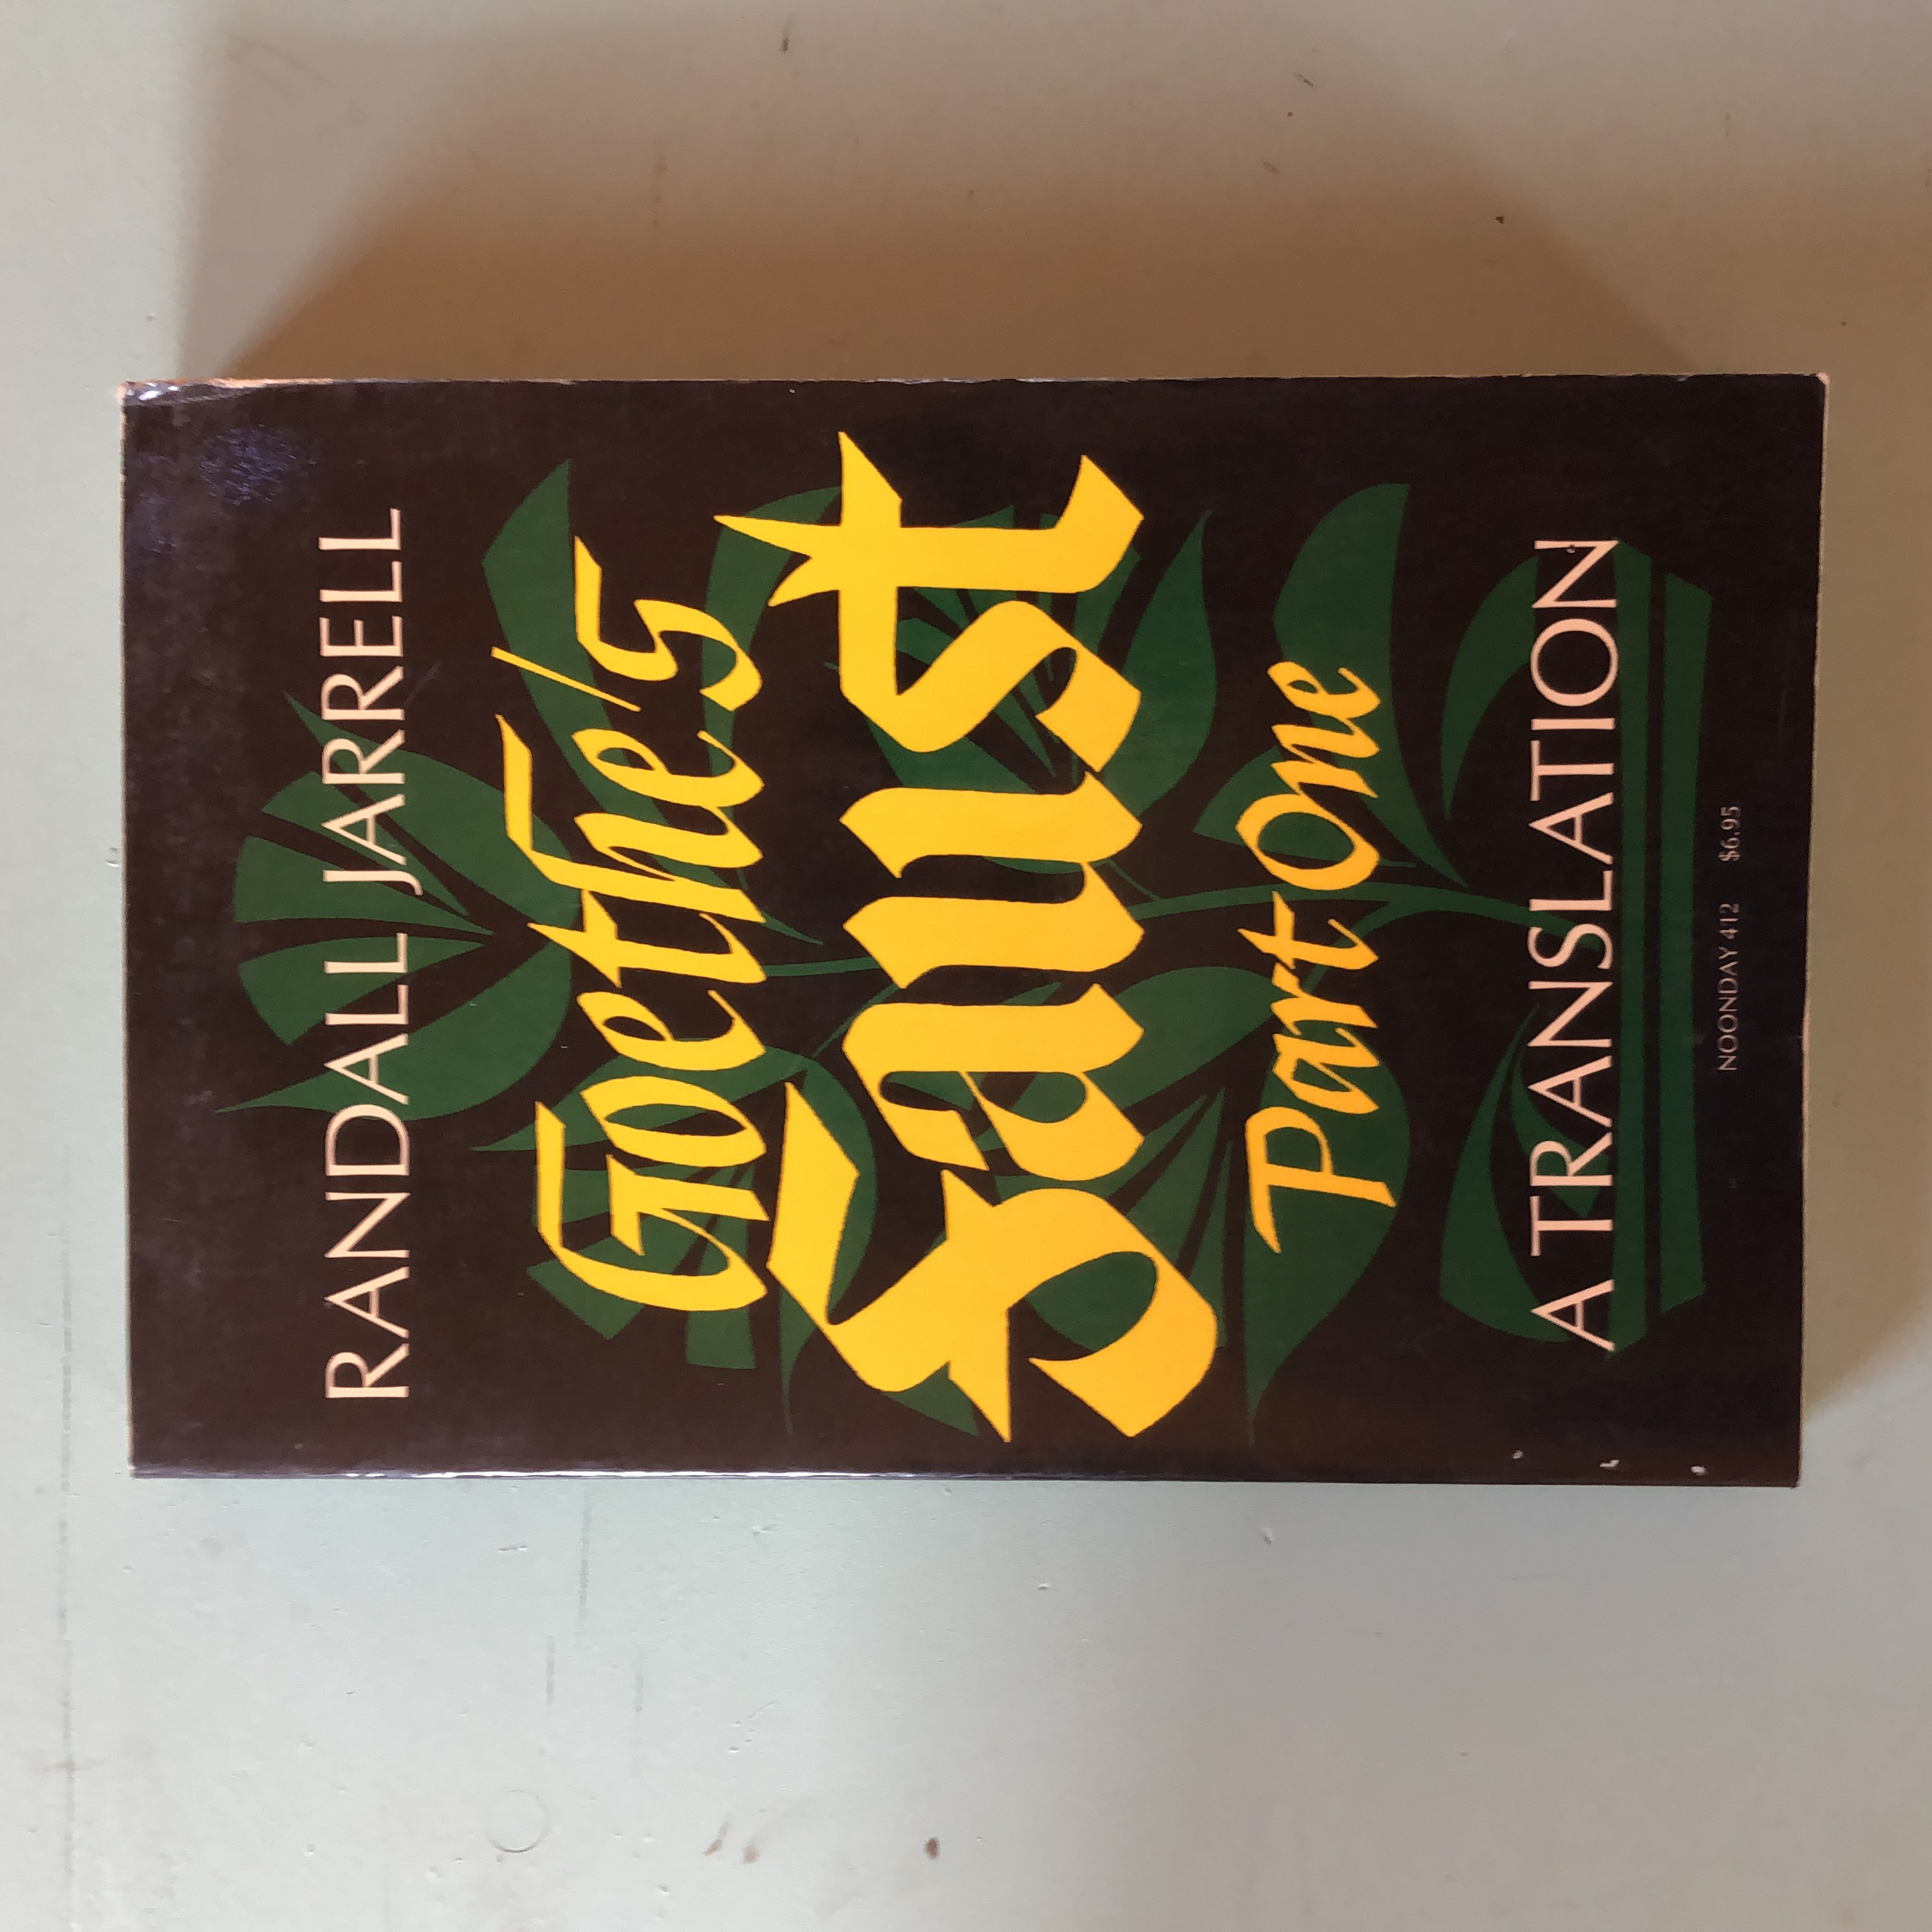 RANDALL JARRELL
Goethe's
Faust
Part One
A TRANSLATION
NOONDAY 412 $6.95